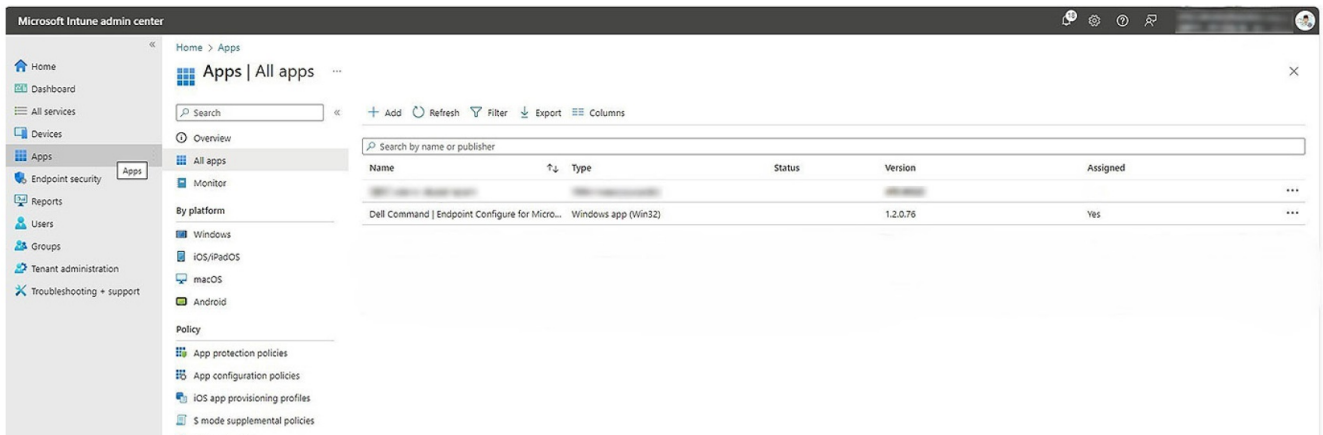 Microsoft Intune admin center
18
Home
Dashboard
All services
Devices
Apps
Apps
Endpoint security
Reports
Users
Groups
Tenant administration
Troubleshooting + support
Home > Apps
Apps | All apps ...
Search
Overview
All apps
Monitor
By platform
Windows
iOS/iPadOS
macOS
Android
Policy
App protection policies
App configuration policies
iOS app provisioning profiles
S mode supplemental policies
Add Refresh Filter Export Columns
Search by name or publisher
Name Type Status Version Assigned
Dell Command | Endpoint Configure for Micro... Windows app (Win32) 1.2.0.76 Yes